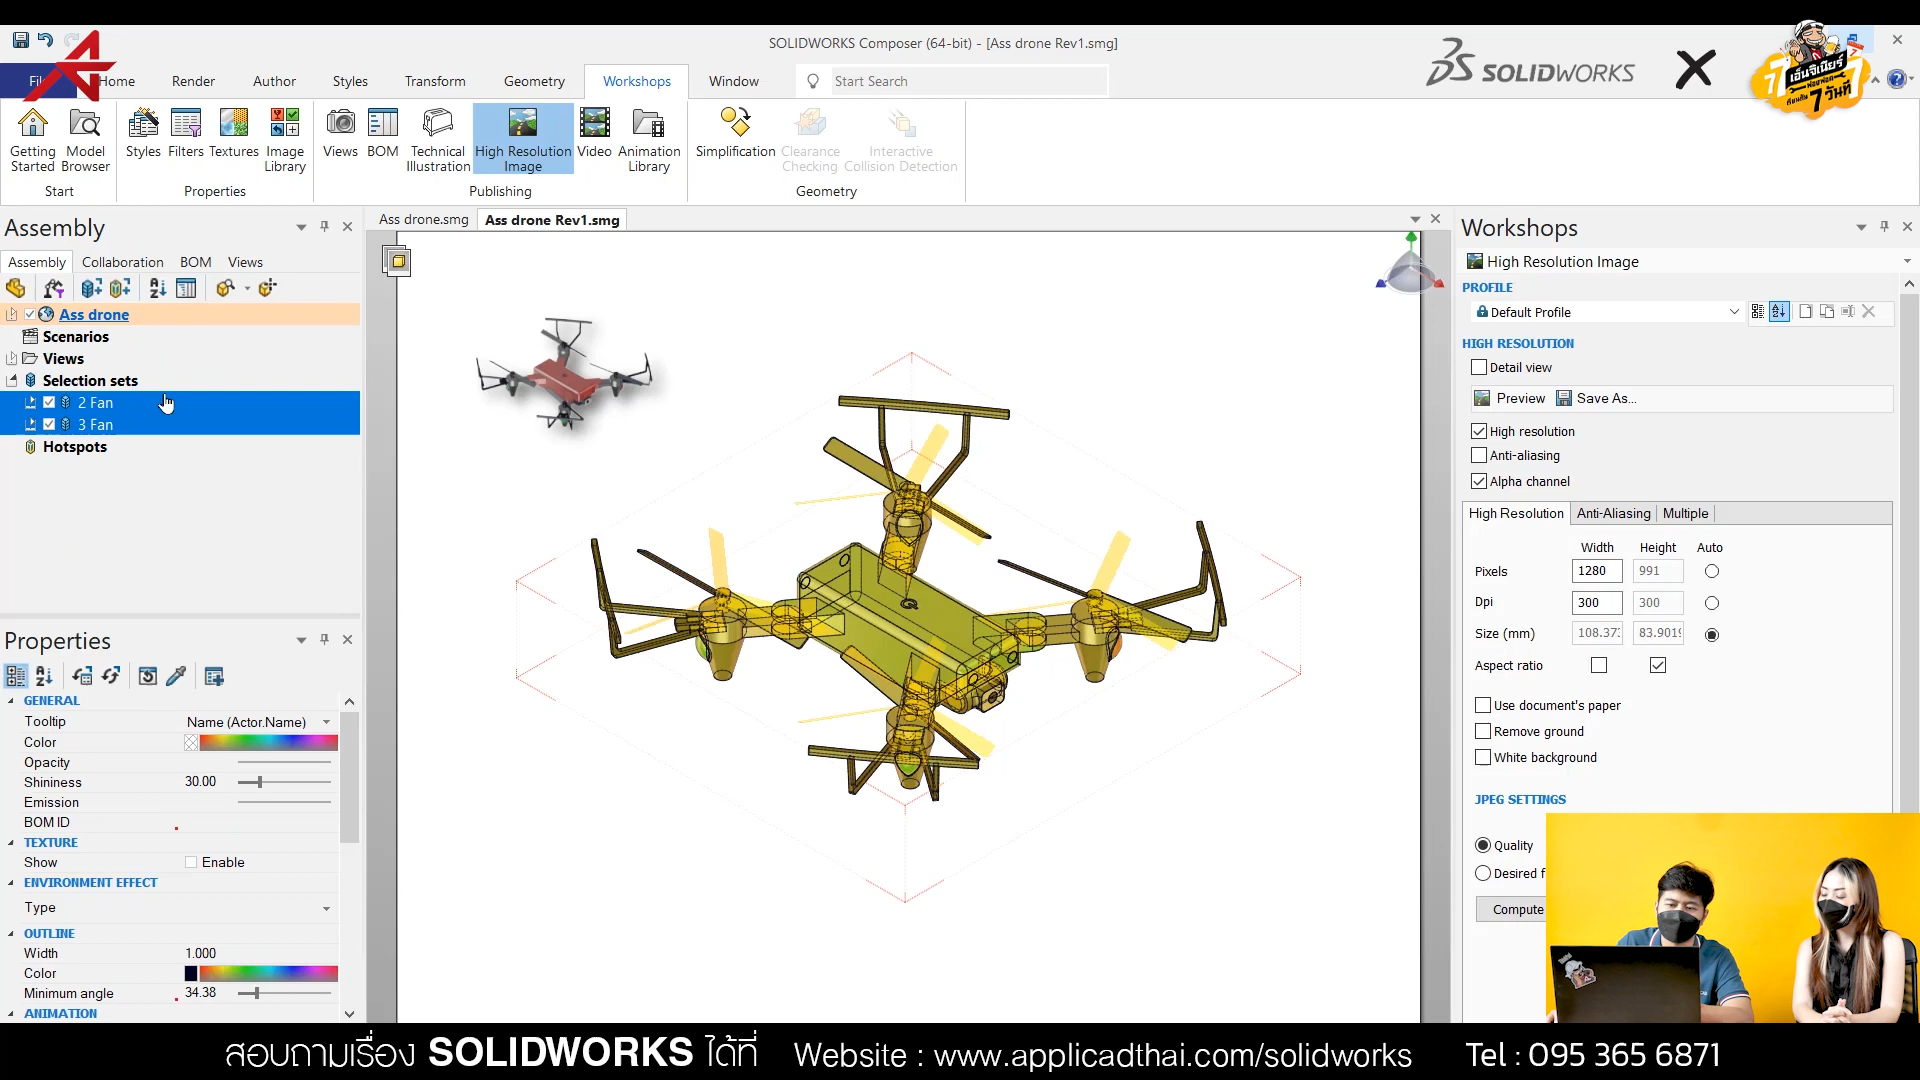 SOLIDWORKS Composer (64-bit) - [Ass drone Rev1.smg]
SOLIDWORKS
Home Render Author Styles Transform Geometry Workshops Window Start Search
Getting Started Model Browser Styles Filters Textures Image Library Views BOM Technical Illustration High Resolution Image Video Animation Library Simplification Clearance Checking Interactive Collision Detection
Start Properties Publishing Geometry
Assembly
Assembly Collaboration BOM Views
Ass drone
Scenarios
Views
Selection sets
2 Fan
3 Fan
Hotspots
Ass drone.smg Ass drone Rev1.smg
Properties
GENERAL
Tooltip Name (Actor.Name)
Color
Opacity
Shininess 30.00
Emission
BOM ID
TEXTURE
Show Enable
ENVIRONMENT EFFECT
Type
OUTLINE
Width 1.000
Color
Minimum angle 34.38
ANIMATION
Workshops
High Resolution Image
PROFILE
Default Profile
HIGH RESOLUTION
Detail view
Preview Save As...
High resolution
Anti-aliasing
Alpha channel
High Resolution Anti-Aliasing Multiple
Width Height Auto
Pixels 1280 991
Dpi 300 300
Size (mm) 108.37 83.901
Aspect ratio
Use document's paper
Remove ground
White background
JPEG SETTINGS
Quality
Desired f
Compute
สอบถามเรื่อง SOLIDWORKS ได้ที่ Website : www.applicadthai.com/solidworks Tel : 095 365 6871